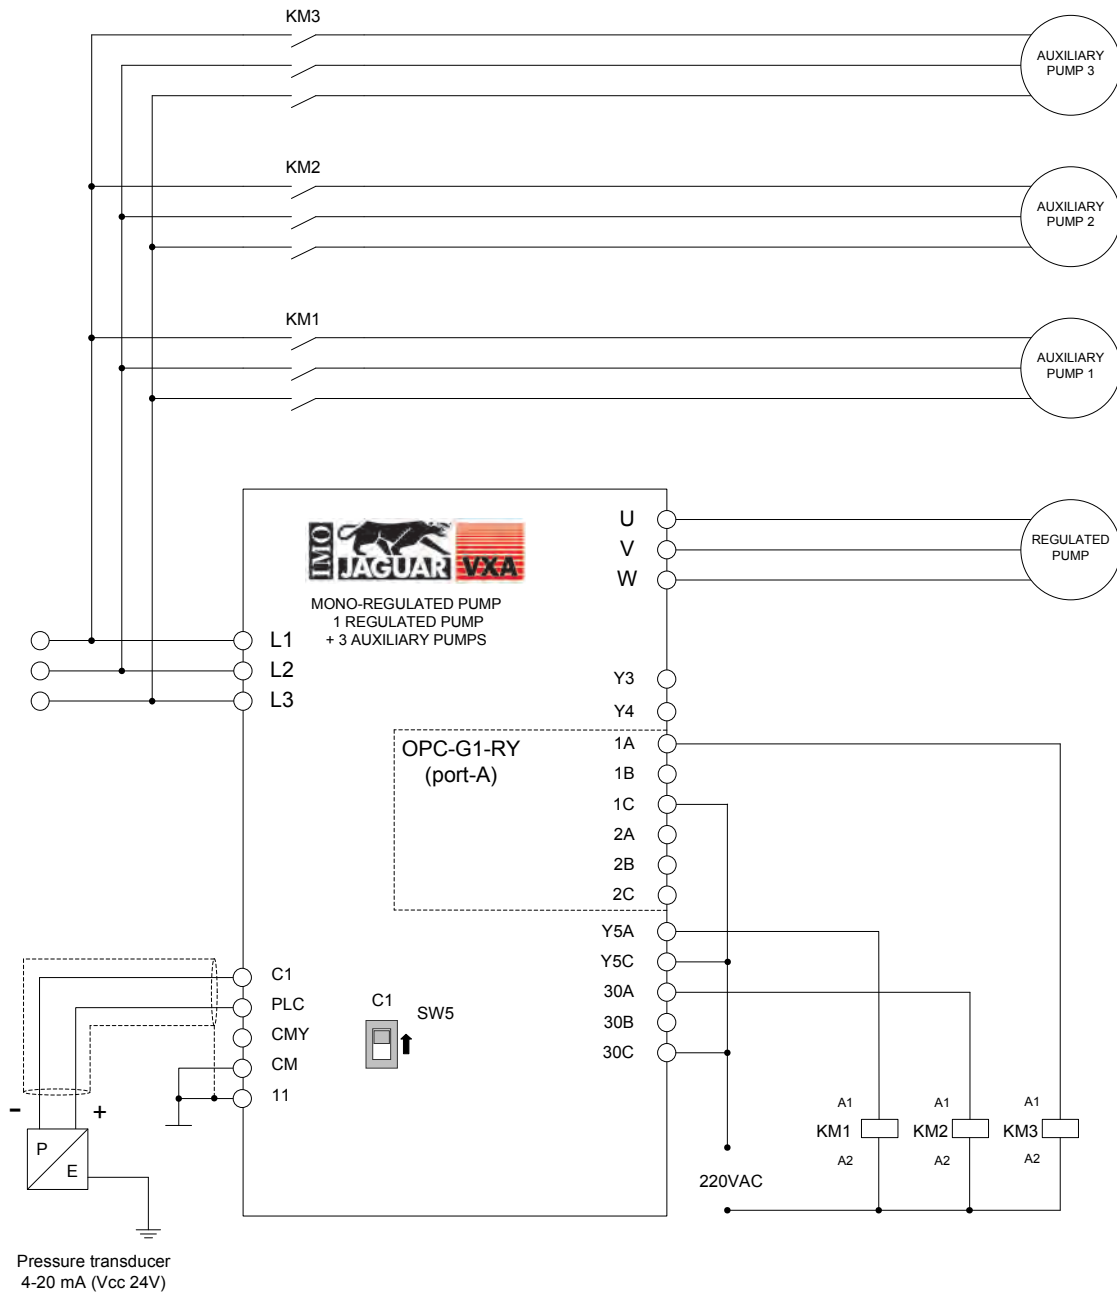 KM3
AUXILIARY
PUMP 3
KM2
AUXILIARY
PUMP 2
KM1
AUXILIARY
PUMP 1
IMO
JAGUAR
VXA
MONO-REGULATED PUMP
1 REGULATED PUMP
+ 3 AUXILIARY PUMPS
U
V
W
REGULATED
PUMP
L1
L2
L3
Y3
Y4
OPC-G1-RY
(port-A)
1A
1B
1C
2A
2B
2C
Y5A
Y5C
30A
30B
30C
C1
PLC
CMY
CM
11
C1
SW5
- +
P
E
Pressure transducer
4-20 mA (Vcc 24V)
A1 A1 A1
KM1 KM2 KM3
A2 A2 A2
220VAC